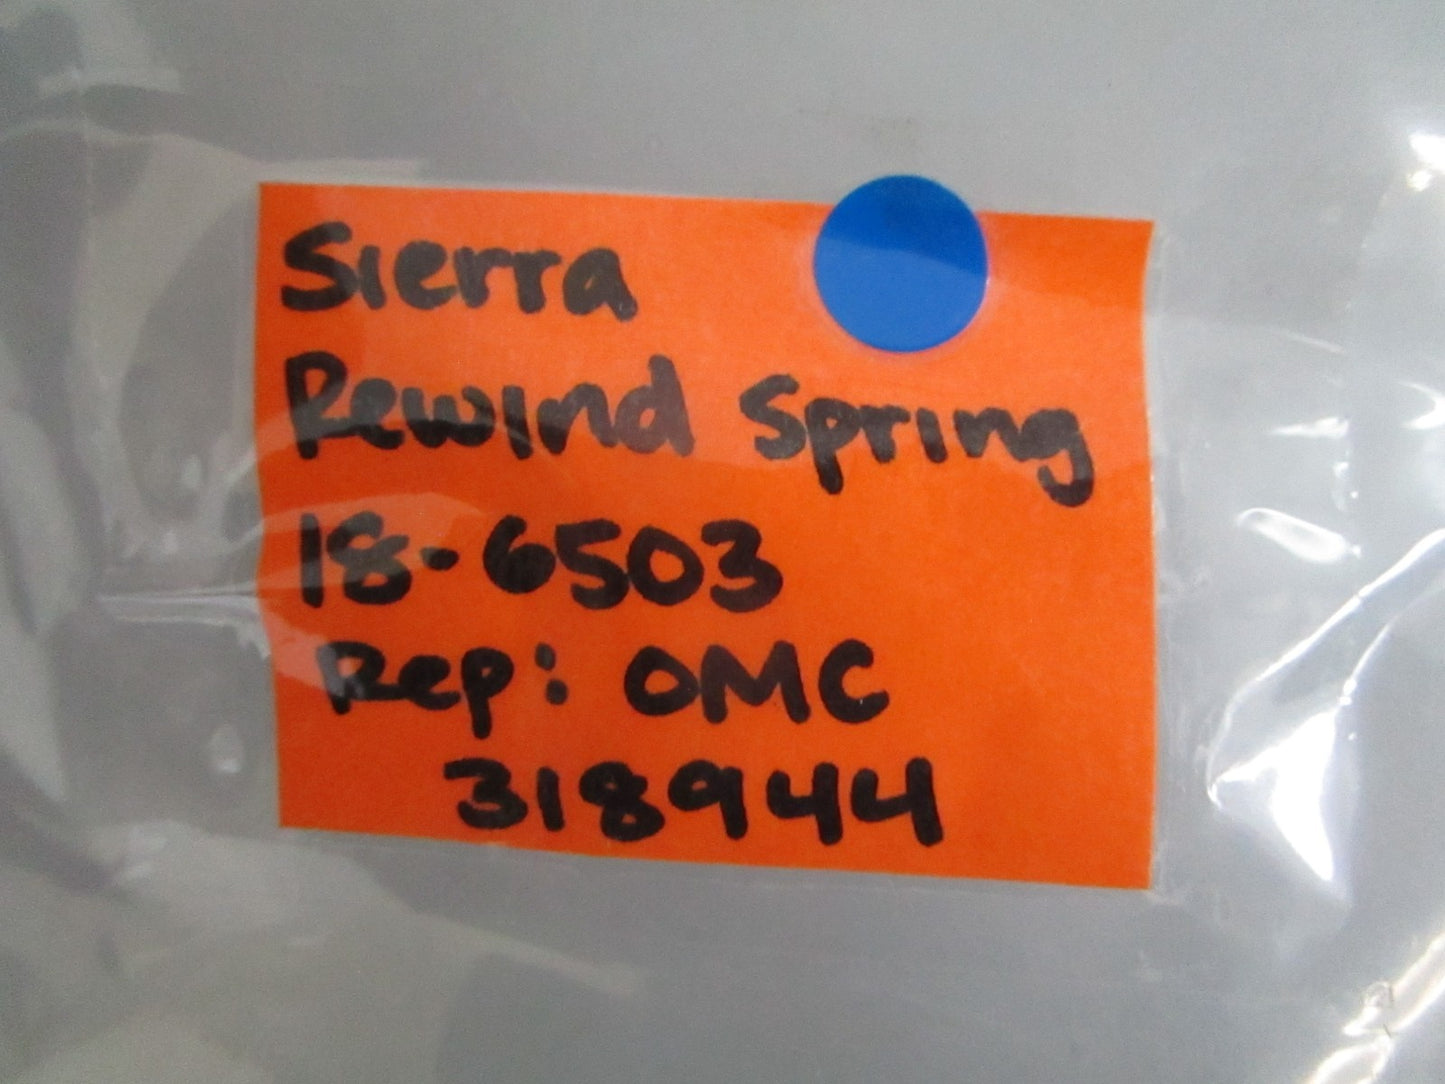 Sierra
Rewind Spring
18-6503
Rep: OMC
318944